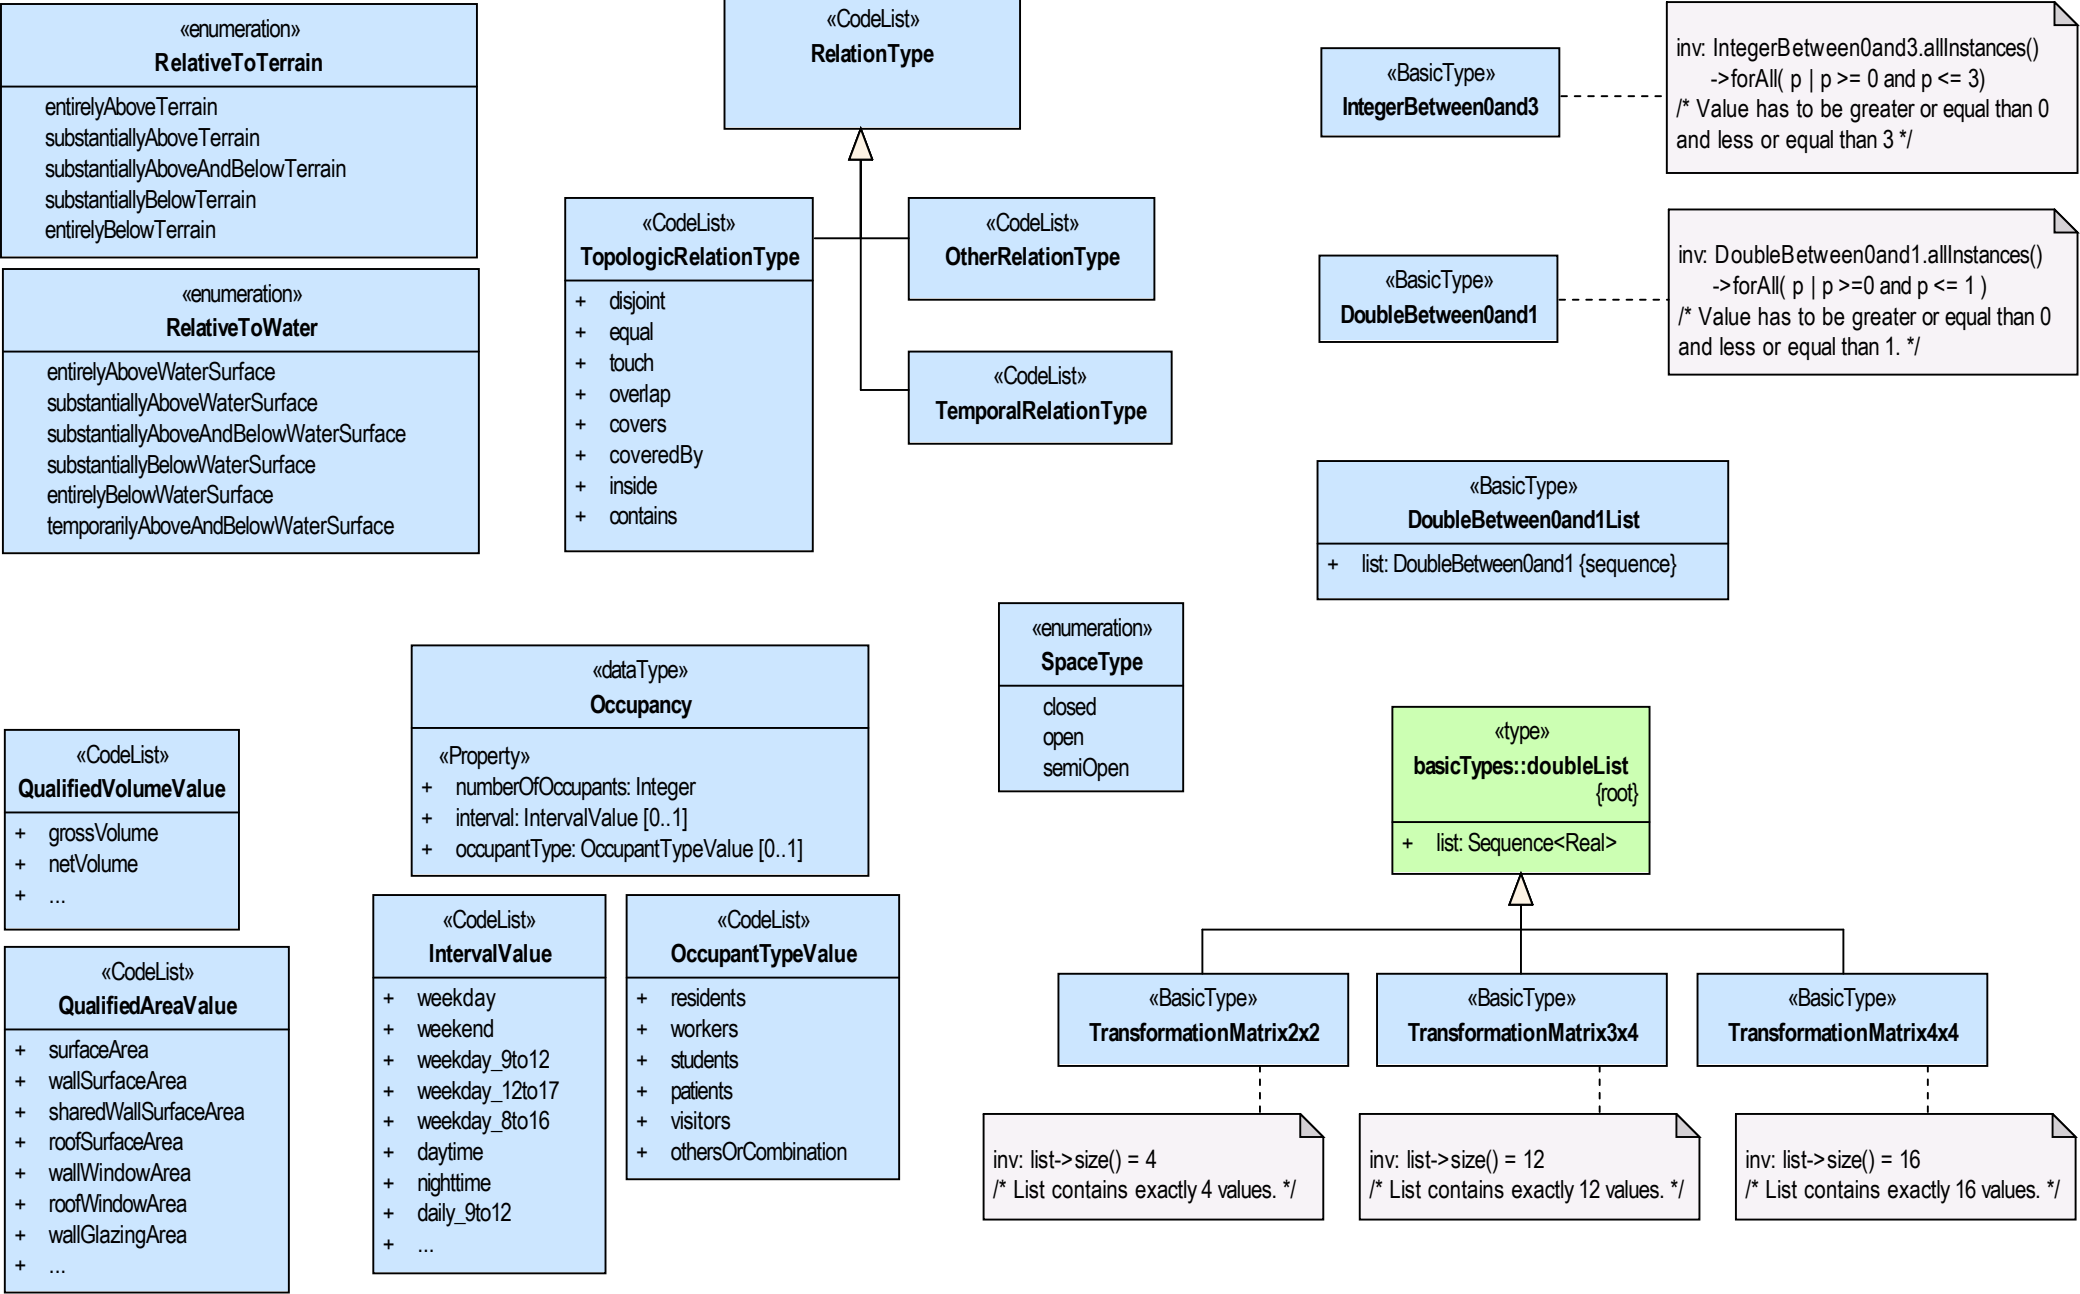 «enumeration»
RelativeToTerrain
entirelyAboveTerrain
substantiallyAboveTerrain
substantiallyAboveAndBelowTerrain
substantiallyBelowTerrain
entirelyBelowTerrain
«enumeration»
RelativeToWater
entirelyAboveWaterSurface
substantiallyAboveWaterSurface
substantiallyAboveAndBelowWaterSurface
substantiallyBelowWaterSurface
entirelyBelowWaterSurface
temporarilyAboveAndBelowWaterSurface
«CodeList»
RelationType
«CodeList»
TopologicRelationType
+ disjoint
+ equal
+ touch
+ overlap
+ covers
+ coveredBy
+ inside
+ contains
«CodeList»
OtherRelationType
«CodeList»
TemporalRelationType
«BasicType»
IntegerBetween0and3
inv: IntegerBetween0and3.allInstances()
->forAll( p | p >= 0 and p <= 3)
/* Value has to be greater or equal than 0
and less or equal than 3 */
«BasicType»
DoubleBetween0and1
inv: DoubleBetween0and1.allInstances()
->forAll( p | p >=0 and p <= 1 )
/* Value has to be greater or equal than 0
and less or equal than 1. */
«BasicType»
DoubleBetween0and1List
+ list: DoubleBetween0and1 {sequence}
«enumeration»
SpaceType
closed
open
semiOpen
«dataType»
Occupancy
«Property»
+ numberOfOccupants: Integer
+ interval: IntervalValue [0..1]
+ occupantType: OccupantTypeValue [0..1]
«CodeList»
QualifiedVolumeValue
+ grossVolume
+ netVolume
+ ...
«CodeList»
QualifiedAreaValue
+ surfaceArea
+ wallSurfaceArea
+ sharedWallSurfaceArea
+ roofSurfaceArea
+ wallWindowArea
+ roofWindowArea
+ wallGlazingArea
+ ...
«CodeList»
IntervalValue
+ weekday
+ weekend
+ weekday_9to12
+ weekday_12to17
+ weekday_8to16
+ daytime
+ nighttime
+ daily_9to12
+ ...
«CodeList»
OccupantTypeValue
+ residents
+ workers
+ students
+ patients
+ visitors
+ othersOrCombination
«type»
basicTypes::doubleList
{root}
+ list: Sequence<Real>
«BasicType»
TransformationMatrix2x2
«BasicType»
TransformationMatrix3x4
«BasicType»
TransformationMatrix4x4
inv: list->size() = 4
/* List contains exactly 4 values. */
inv: list->size() = 12
/* List contains exactly 12 values. */
inv: list->size() = 16
/* List contains exactly 16 values. */